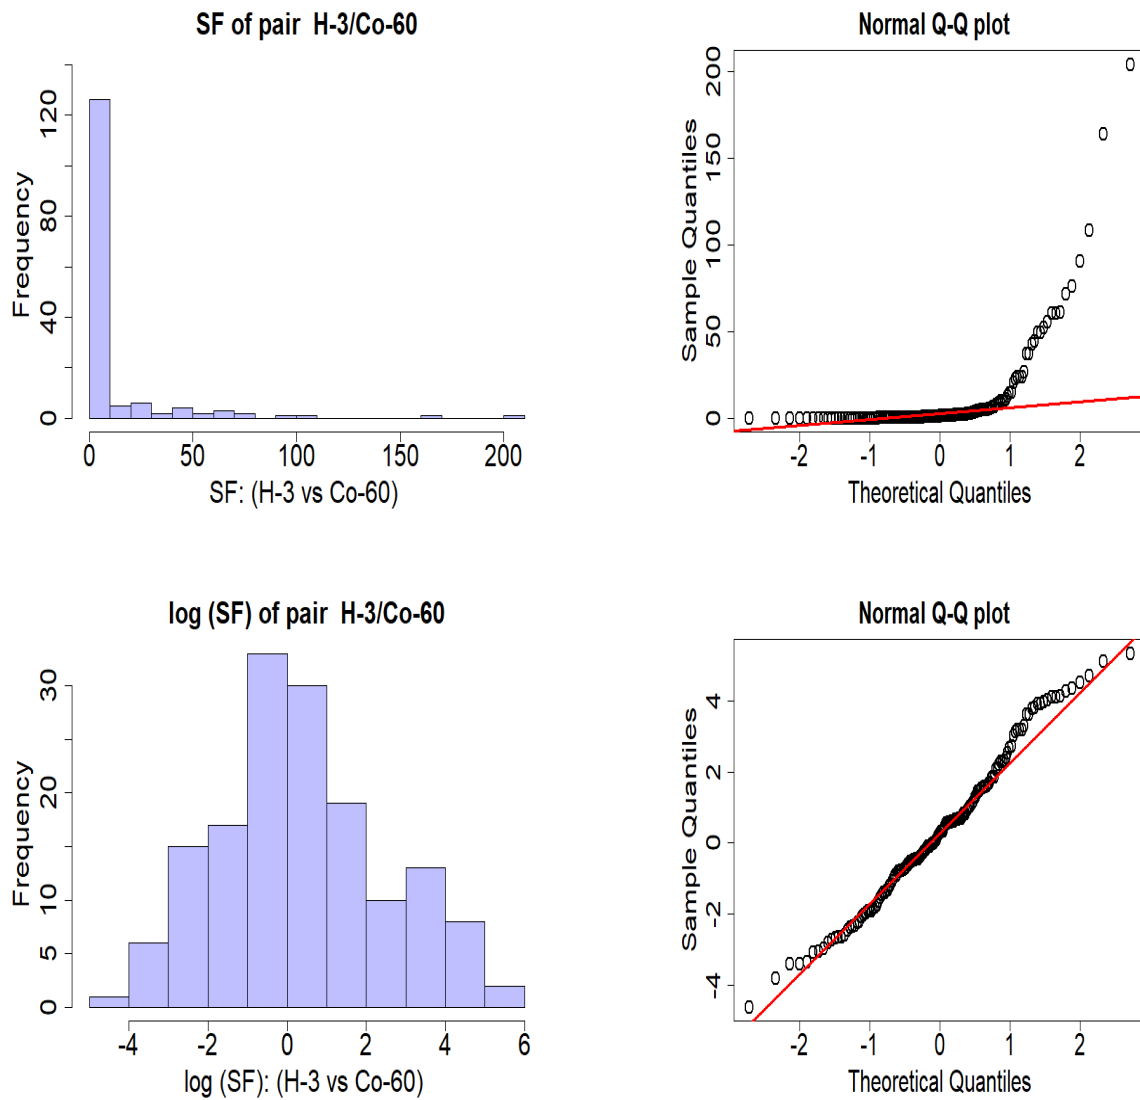 SF of pair H-3/Co-60
Frequency
0 40 80 120
0 50 100 150 200
SF: (H-3 vs Co-60)
Normal Q-Q plot
Sample Quantiles
0 50 100 150 200
-2 -1 0 1 2
Theoretical Quantiles
log (SF) of pair H-3/Co-60
Frequency
0 5 10 20 30
-4 -2 0 2 4 6
log (SF): (H-3 vs Co-60)
Normal Q-Q plot
Sample Quantiles
-4 -2 0 2 4
-2 -1 0 1 2
Theoretical Quantiles